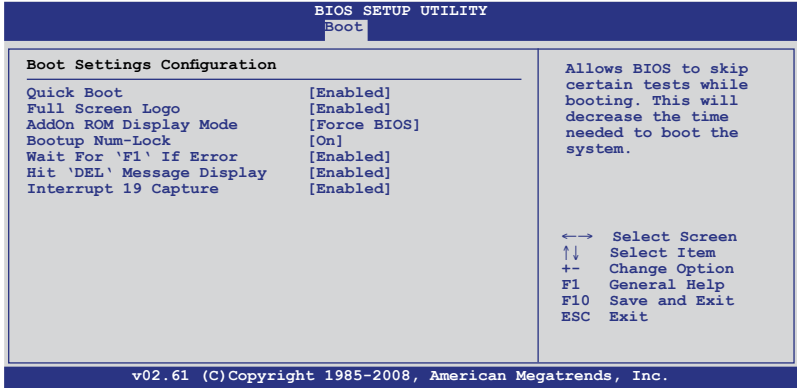 BIOS SETUP UTILITY
Boot
Boot Settings Configuration
Quick Boot [Enabled]
Full Screen Logo [Enabled]
AddOn ROM Display Mode [Force BIOS]
Bootup Num-Lock [On]
Wait For ‘F1‘ If Error [Enabled]
Hit ‘DEL‘ Message Display [Enabled]
Interrupt 19 Capture [Enabled]
Allows BIOS to skip
certain tests while
booting. This will
decrease the time
needed to boot the
system.
←→ Select Screen
↑↓ Select Item
+- Change Option
F1 General Help
F10 Save and Exit
ESC Exit
v02.61 (C)Copyright 1985-2008, American Megatrends, Inc.